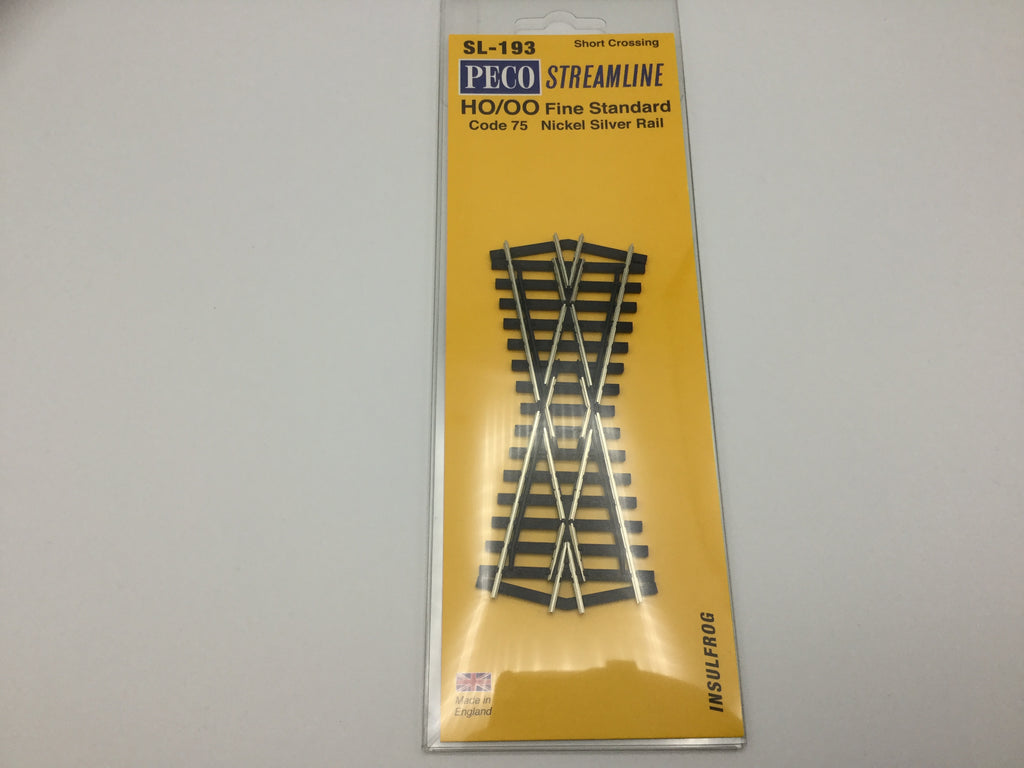 SL-193 Short Crossing
PECO STREAMLINE
HO/OO Fine Standard
Code 75 Nickel Silver Rail
INSULFROG
Made in
England